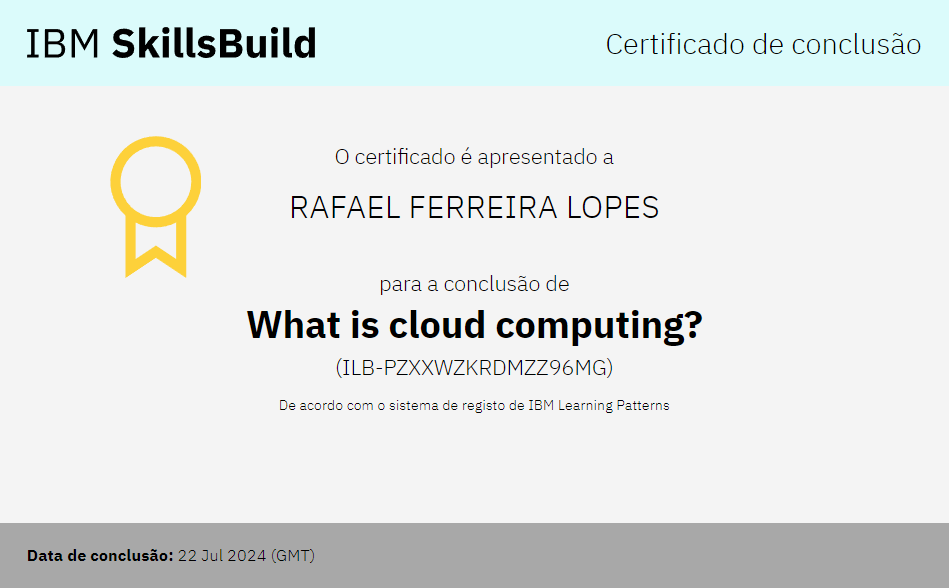 IBM SkillsBuild
Certificado de conclusão
O certificado é apresentado a
RAFAEL FERREIRA LOPES
para a conclusão de
What is cloud computing?
(ILB-PZXXWZKRDMZZ96MG)
De acordo com o sistema de registo de IBM Learning Patterns
Data de conclusão: 22 Jul 2024 (GMT)